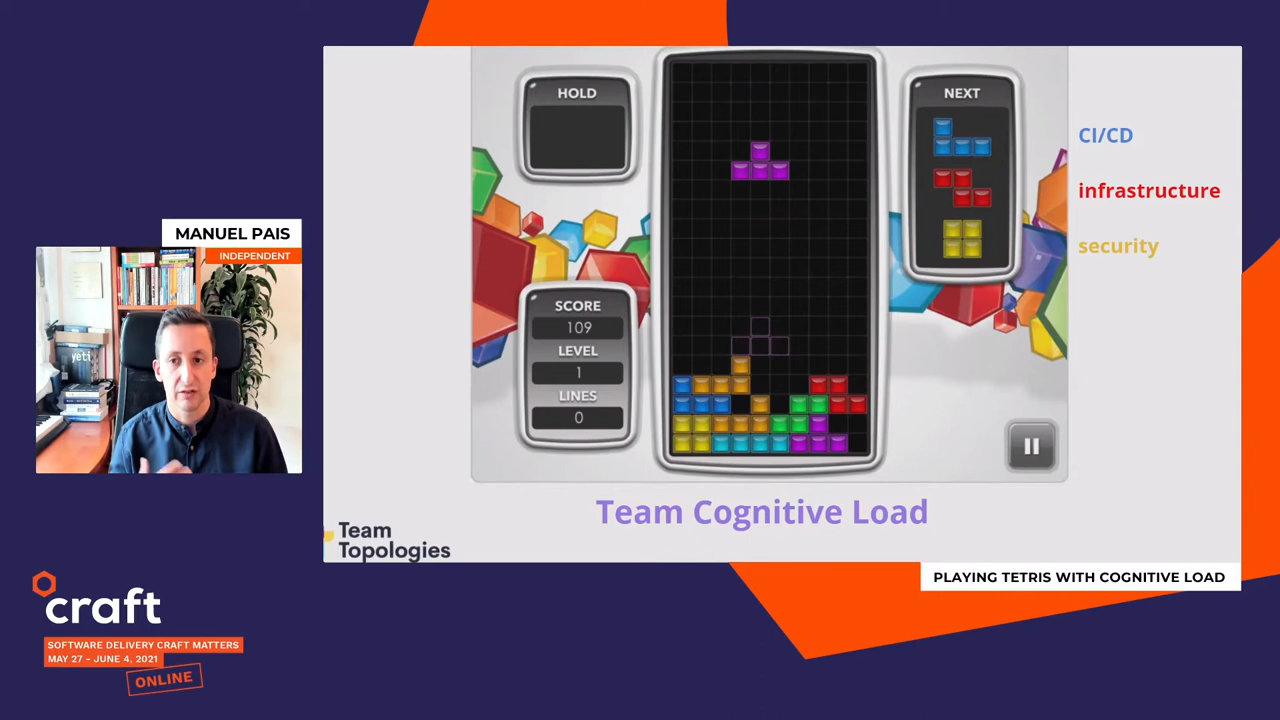 HOLD
NEXT
CI/CD
infrastructure
security
MANUEL PAIS
INDEPENDENT
yeti
SCORE
109
LEVEL
1
LINES
0
Team Cognitive Load
Team
Topologies
PLAYING TETRIS WITH COGNITIVE LOAD
craft
SOFTWARE DELIVERY CRAFT MATTERS
MAY 27 - JUNE 4, 2021
ONLINE